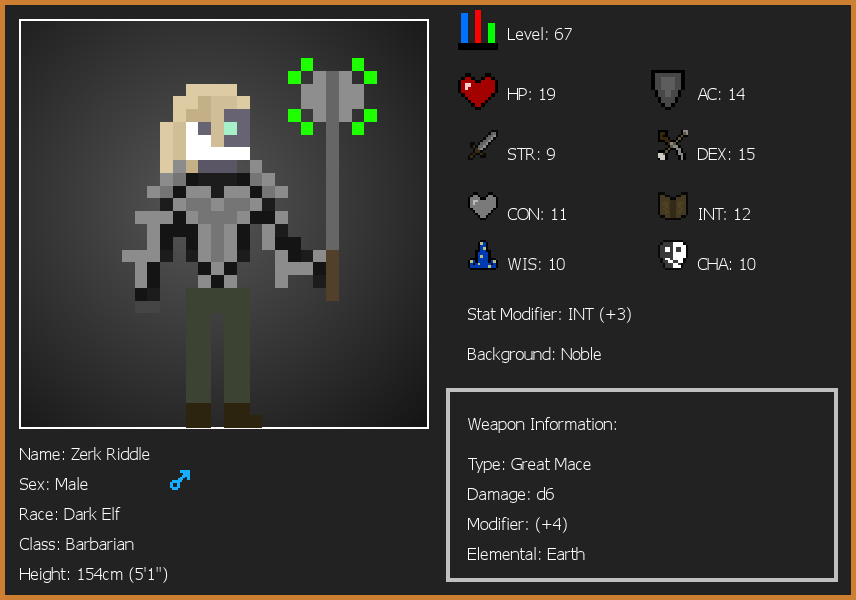 Level: 67
HP: 19
AC: 14
STR: 9
DEX: 15
CON: 11
INT: 12
WIS: 10
CHA: 10
Stat Modifier: INT (+3)
Background: Noble
Weapon Information:
Type: Great Mace
Damage: d6
Modifier: (+4)
Elemental: Earth
Name: Zerk Riddle
Sex: Male
Race: Dark Elf
Class: Barbarian
Height: 154cm (5'1")